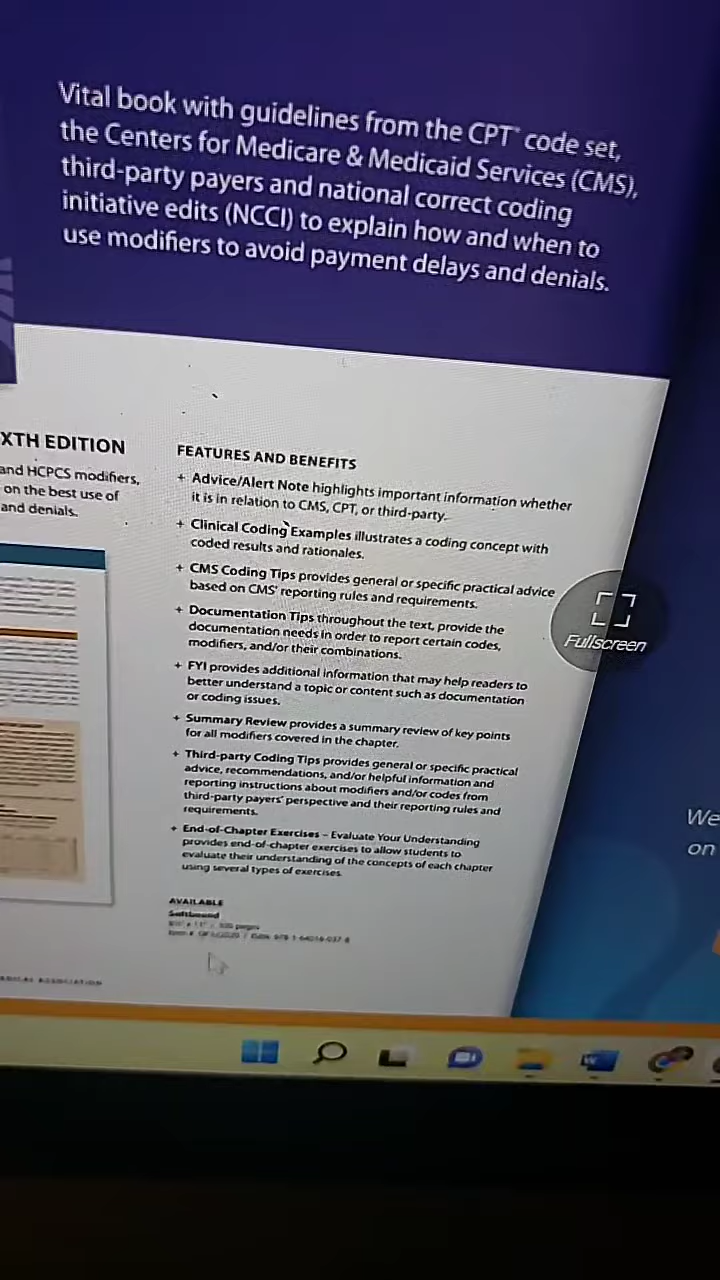 Vital book with guidelines from the CPT® code set,
the Centers for Medicare & Medicaid Services (CMS),
third-party payers and national correct coding
initiative edits (NCCI) to explain how and when to
use modifiers to avoid payment delays and denials.
XTH EDITION
and HCPCS modifiers,
on the best use of
and denials.
FEATURES AND BENEFITS
+ Advice/Alert Note highlights important information whether
it is in relation to CMS, CPT, or third-party.
+ Clinical Coding Examples illustrates a coding concept with
coded results and rationales.
+ CMS Coding Tips provides general or specific practical advice
based on CMS' reporting rules and requirements.
+ Documentation Tips throughout the text, provide the
documentation needs in order to report certain codes,
modifiers, and/or their combinations.
+ FYI provides additional information that may help readers to
better understand a topic or content such as documentation
or coding issues.
+ Summary Review provides a summary review of key points
for all modifiers covered in the chapter.
+ Third-party Coding Tips provides general or specific practical
advice, recommendations, and/or helpful information and
reporting instructions about modifiers and/or codes from
third-party payers' perspective and their reporting rules and
requirements.
+ End-of-Chapter Exercises – Evaluate Your Understanding
provides end-of-chapter exercises to allow students to
evaluate their understanding of the concepts of each chapter
using several types of exercises.
AVAILABLE
Softbound
pages
ISBN
ASSOCIATION
Fullscreen
We
on